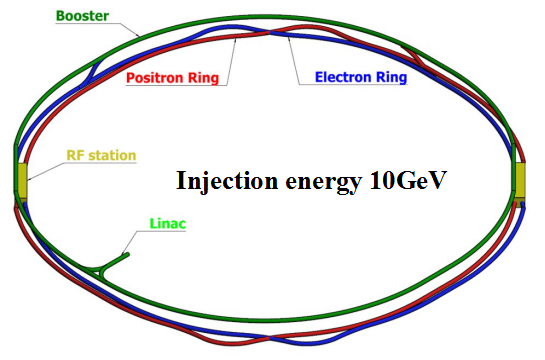 Booster
Positron Ring
Electron Ring
RF station
Injection energy 10GeV
Linac